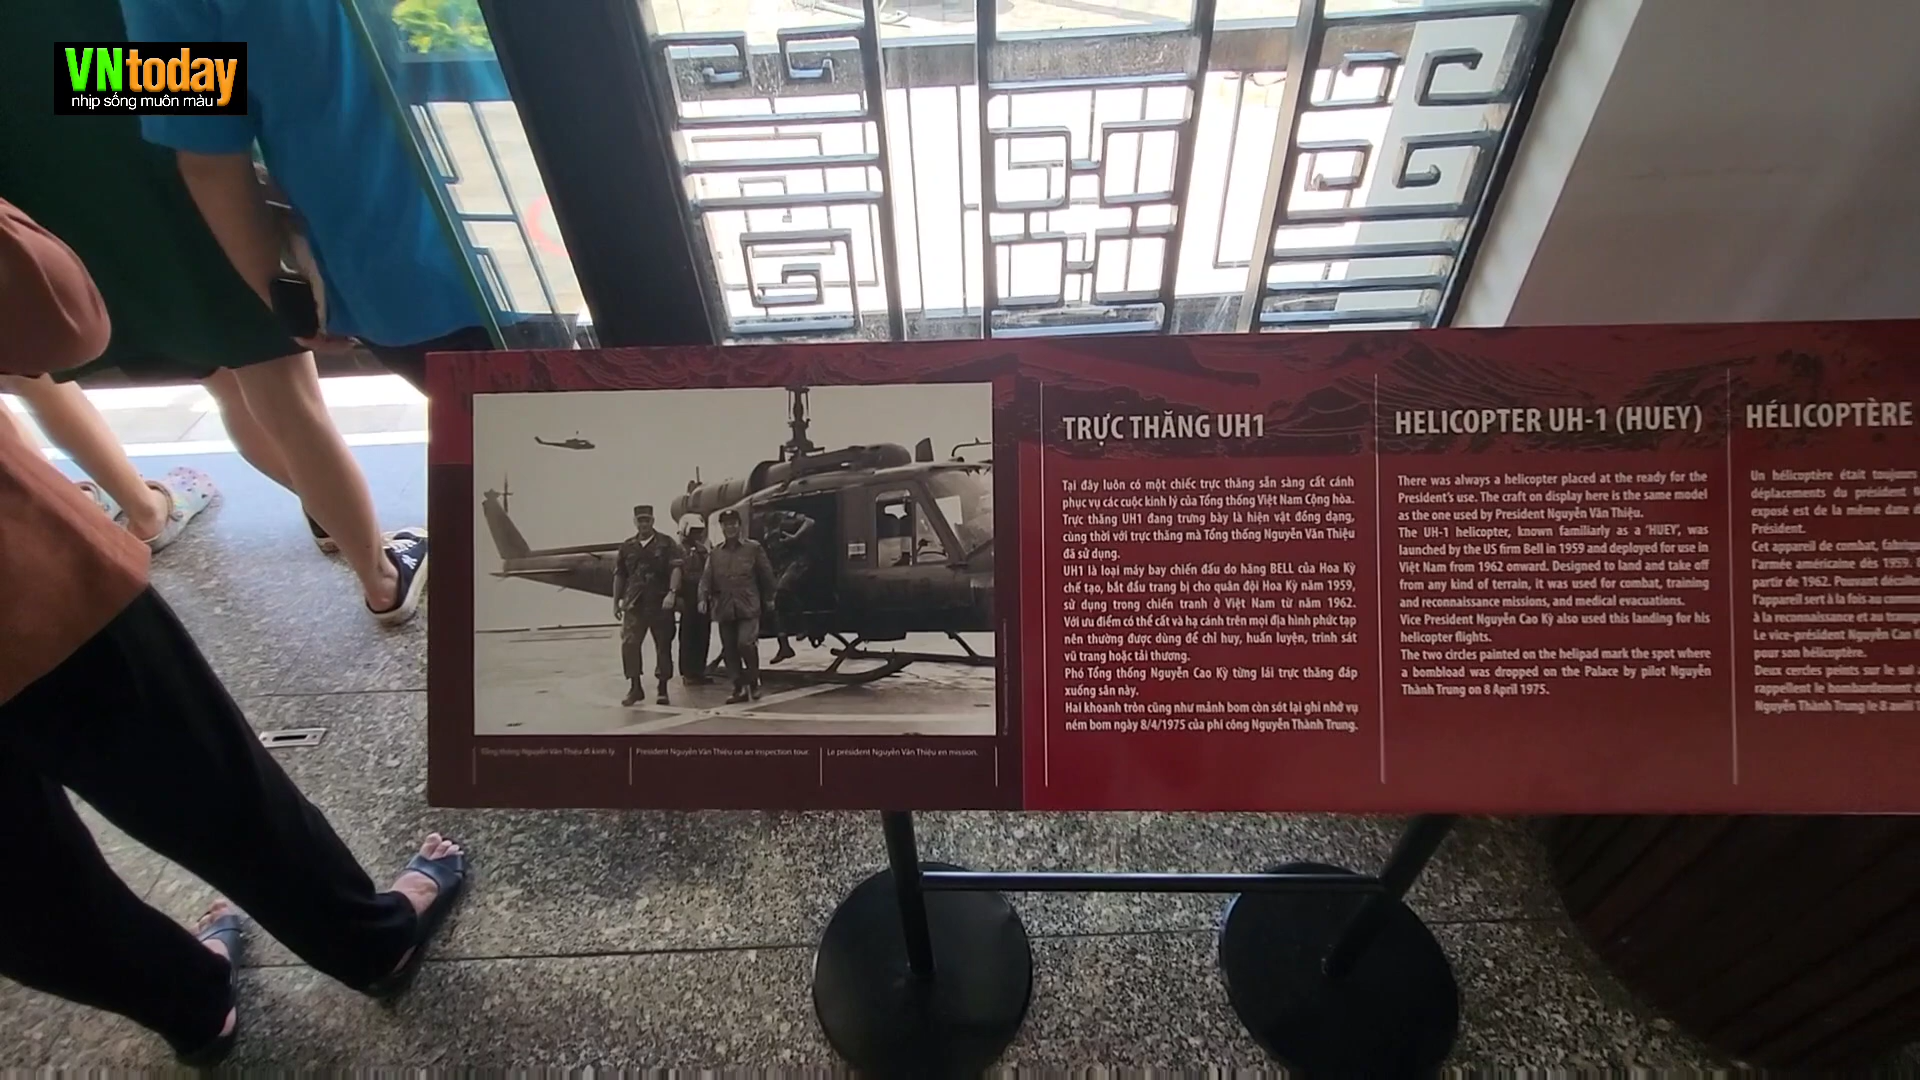 VNtoday
nhịp sống muôn màu
TRỰC THĂNG UH1
Tại đây luôn có một chiếc trực thăng sẵn sàng cất cánh
phục vụ các cuộc kinh lý của Tổng thống Việt Nam Cộng hòa.
Trực thăng UH1 đang trưng bày là hiện vật đồng dạng,
cùng thời với trực thăng mà Tổng thống Nguyễn Văn Thiệu
đã sử dụng.
UH1 là loại máy bay chiến đấu do hãng BELL của Hoa Kỳ
chế tạo, bắt đầu trang bị cho quân đội Hoa Kỳ năm 1959,
sử dụng trong chiến tranh ở Việt Nam từ năm 1962.
Với ưu điểm có thể cất và hạ cánh trên mọi địa hình phức tạp
nên thường được dùng để chỉ huy, huấn luyện, trinh sát
vũ trang hoặc tải thương.
Phó Tổng thống Nguyễn Cao Kỳ từng lái trực thăng đáp
xuống sân này.
Hai khoanh tròn cũng như mảnh bom còn sót lại ghi nhớ vụ
ném bom ngày 8/4/1975 của phi công Nguyễn Thành Trung.
HELICOPTER UH-1 (HUEY)
There was always a helicopter placed at the ready for the
President's use. The craft on display here is the same model
as the one used by President Nguyễn Văn Thiệu.
The UH-1 helicopter, known familiarly as a 'HUEY', was
launched by the US firm Bell in 1959 and deployed for use in
Việt Nam from 1962 onward. Designed to land and take off
from any kind of terrain, it was used for combat, training
and reconnaissance missions, and medical evacuations.
Vice President Nguyễn Cao Kỳ also used this landing for his
helicopter flights.
The two circles painted on the helipad mark the spot where
a bombload was dropped on the Palace by pilot Nguyễn
Thành Trung on 8 April 1975.
HÉLICOPTÈRE
Un hélicoptère était toujours
déplacements du président
exposé est de la même date
Président.
Cet appareil de combat,
l'armée américaine dès 1959.
partir de 1962. Pouvant
l'appareil sert à la fois au
à la reconnaissance et au
Le vice-président Nguyễn Cao
pour son hélicoptère.
Deux cercles peints sur le sol
rappellent le bombardement
Nguyễn Thành Trung le 8 avril
Tổng thống Nguyễn Văn Thiệu đi kinh lý.
President Nguyễn Văn Thiệu on an inspection tour.
Le président Nguyễn Văn Thiệu en mission.